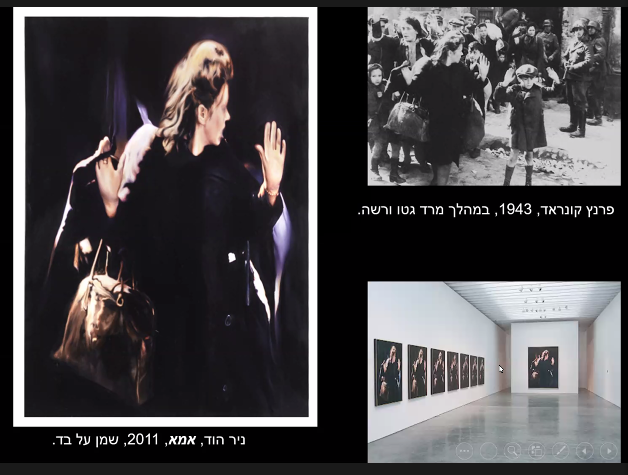 פרנץ קונראד, 1943, במהלך מרד גטו ורשה.
ניר הוד, אמא, 2011, שמן על בד.